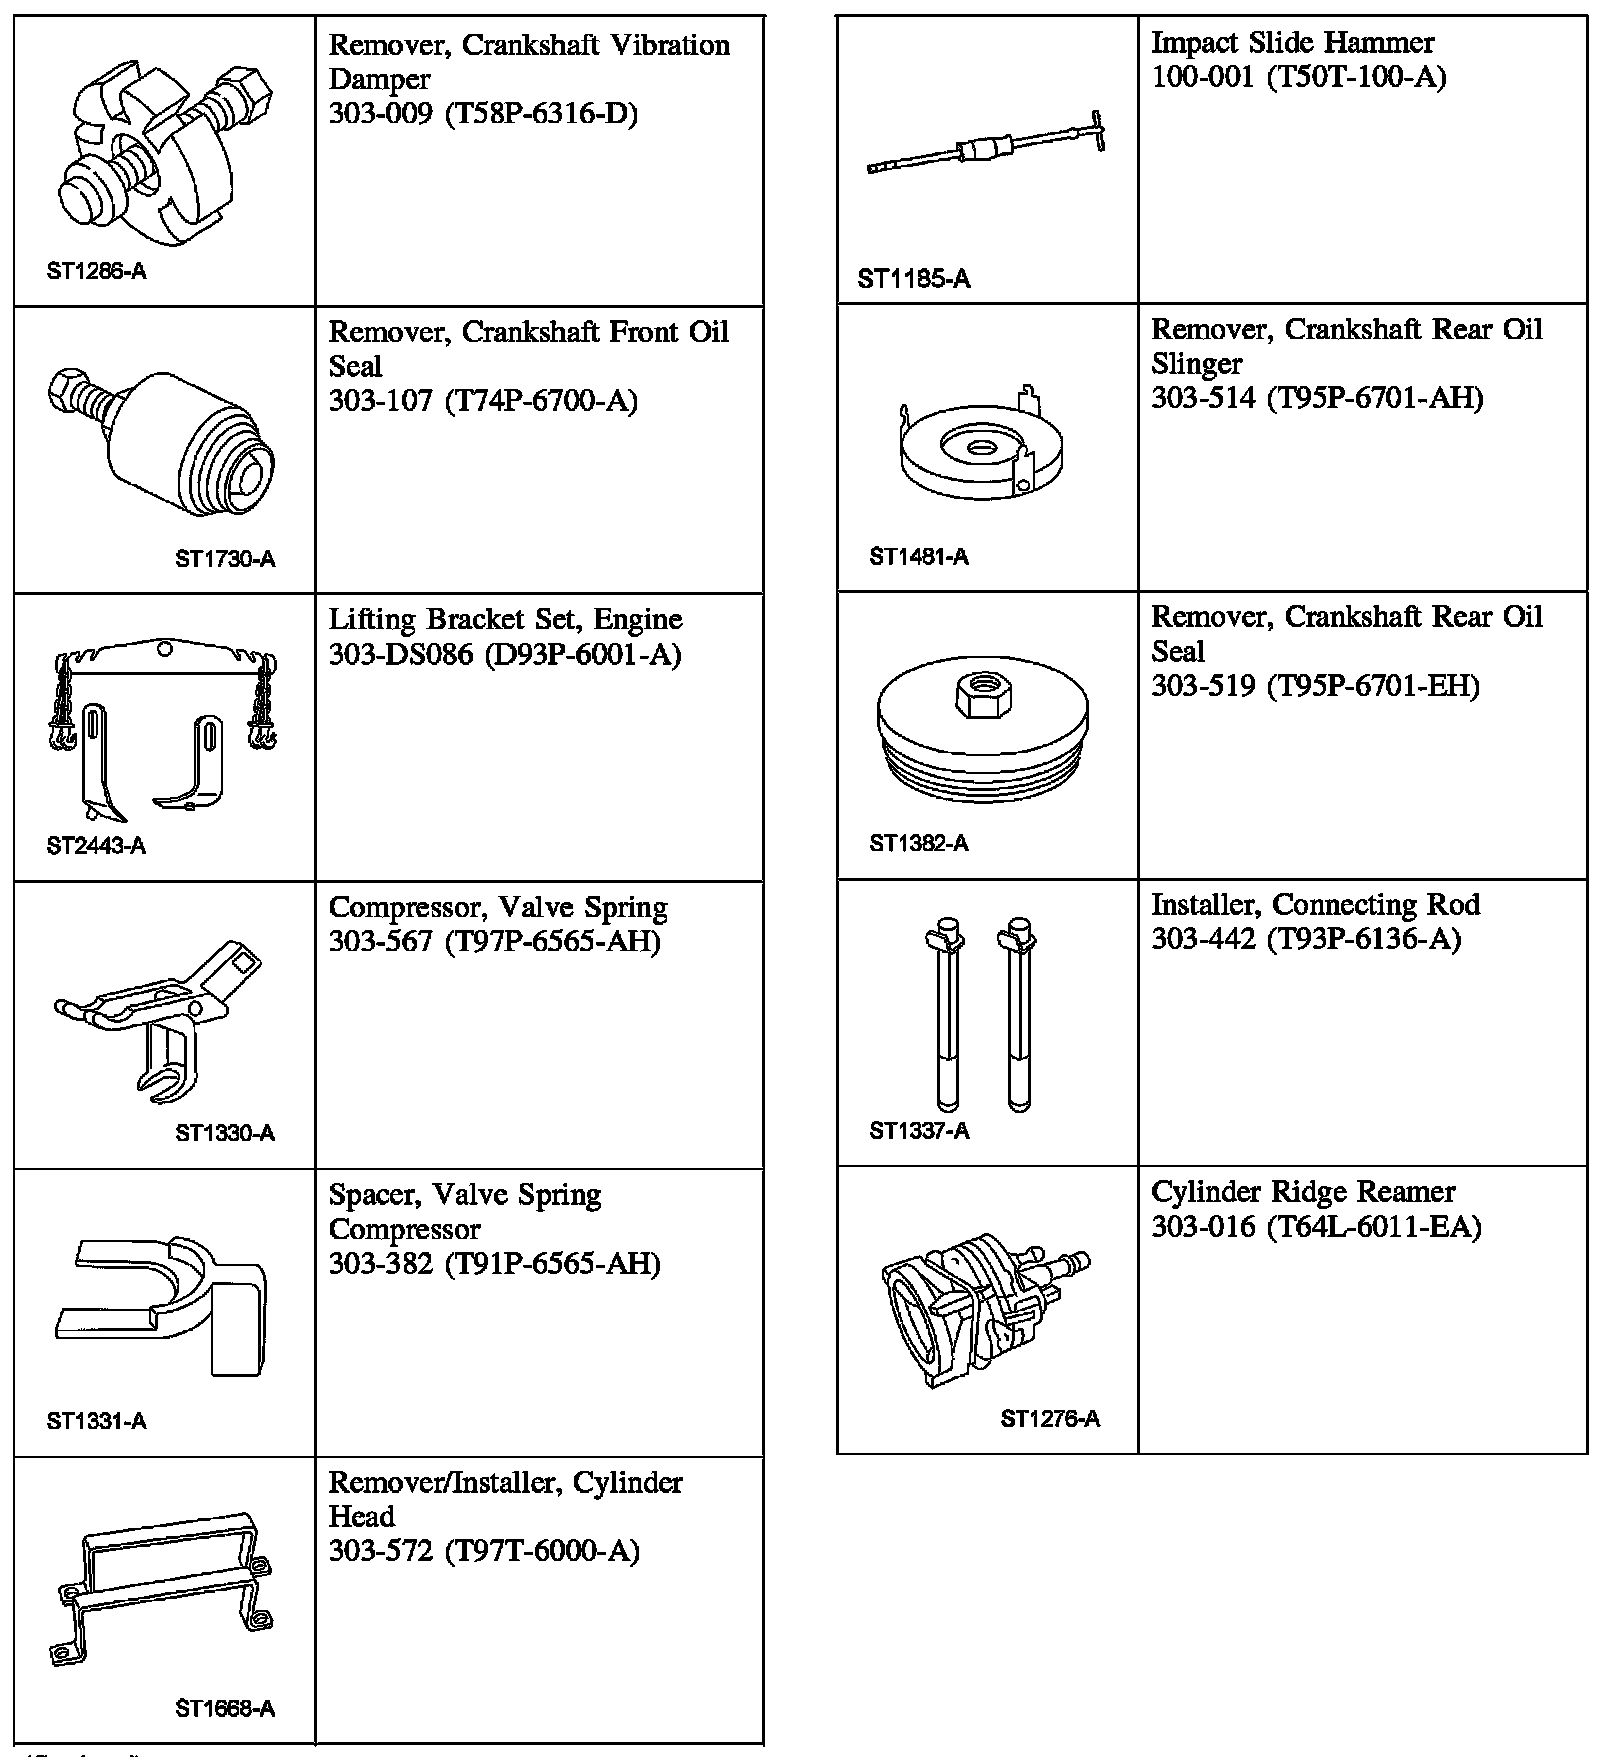 Remover, Crankshaft Vibration
Damper
303-009 (T58P-6316-D)
ST1286-A
Remover, Crankshaft Front Oil
Seal
303-107 (T74P-6700-A)
ST1730-A
Lifting Bracket Set, Engine
303-DS086 (D93P-6001-A)
ST2443-A
Compressor, Valve Spring
303-567 (T97P-6565-AH)
ST1330-A
Spacer, Valve Spring
Compressor
303-382 (T91P-6565-AH)
ST1331-A
Remover/Installer, Cylinder
Head
303-572 (T97T-6000-A)
ST1668-A
Impact Slide Hammer
100-001 (T50T-100-A)
ST1185-A
Remover, Crankshaft Rear Oil
Slinger
303-514 (T95P-6701-AH)
ST1481-A
Remover, Crankshaft Rear Oil
Seal
303-519 (T95P-6701-EH)
ST1382-A
Installer, Connecting Rod
303-442 (T93P-6136-A)
ST1337-A
Cylinder Ridge Reamer
303-016 (T64L-6011-EA)
ST1276-A